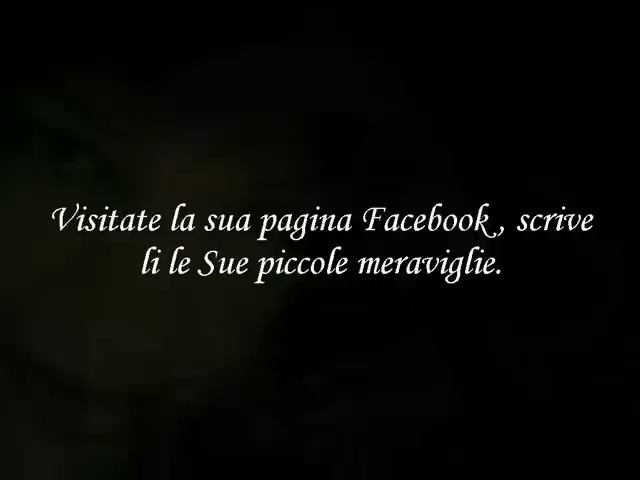 Visitate la sua pagina Facebook , scrive
li le Sue piccole meraviglie.